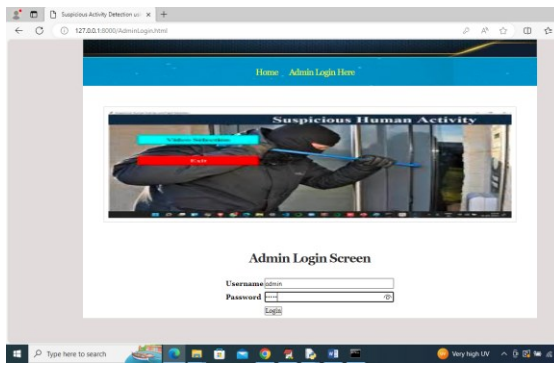 Suspicious Activity Detection usi
127.0.0.1:8000/AdminLogin.html
Home Admin Login Here
Suspicious Human Activity
Video Selection
Exit
Admin Login Screen
Username admin
Password
Login
Type here to search
Very high UV